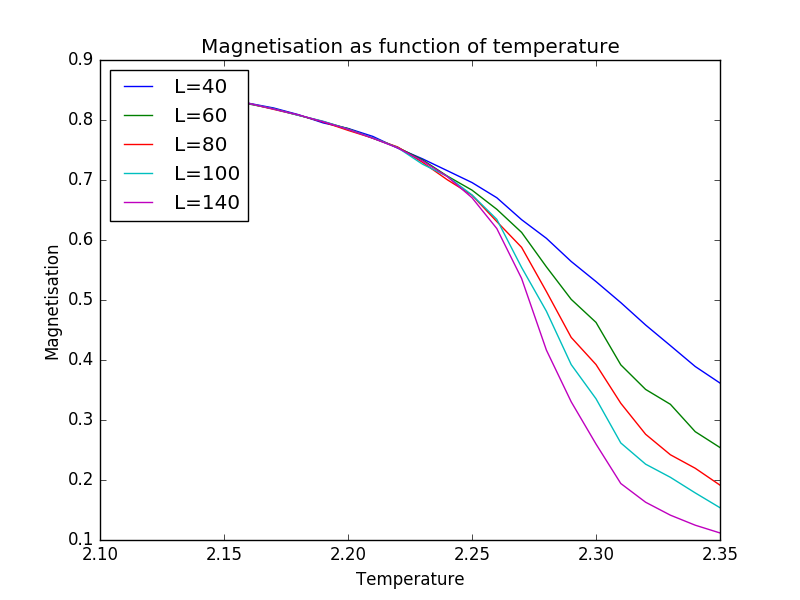 Magnetisation as function of temperature
0.9
0.8
0.7
0.6
0.5
0.4
0.3
0.2
0.1
L=40
L=60
L=80
L=100
L=140
Magnetisation
2.10
2.15
2.20
2.25
2.30
2.35
Temperature